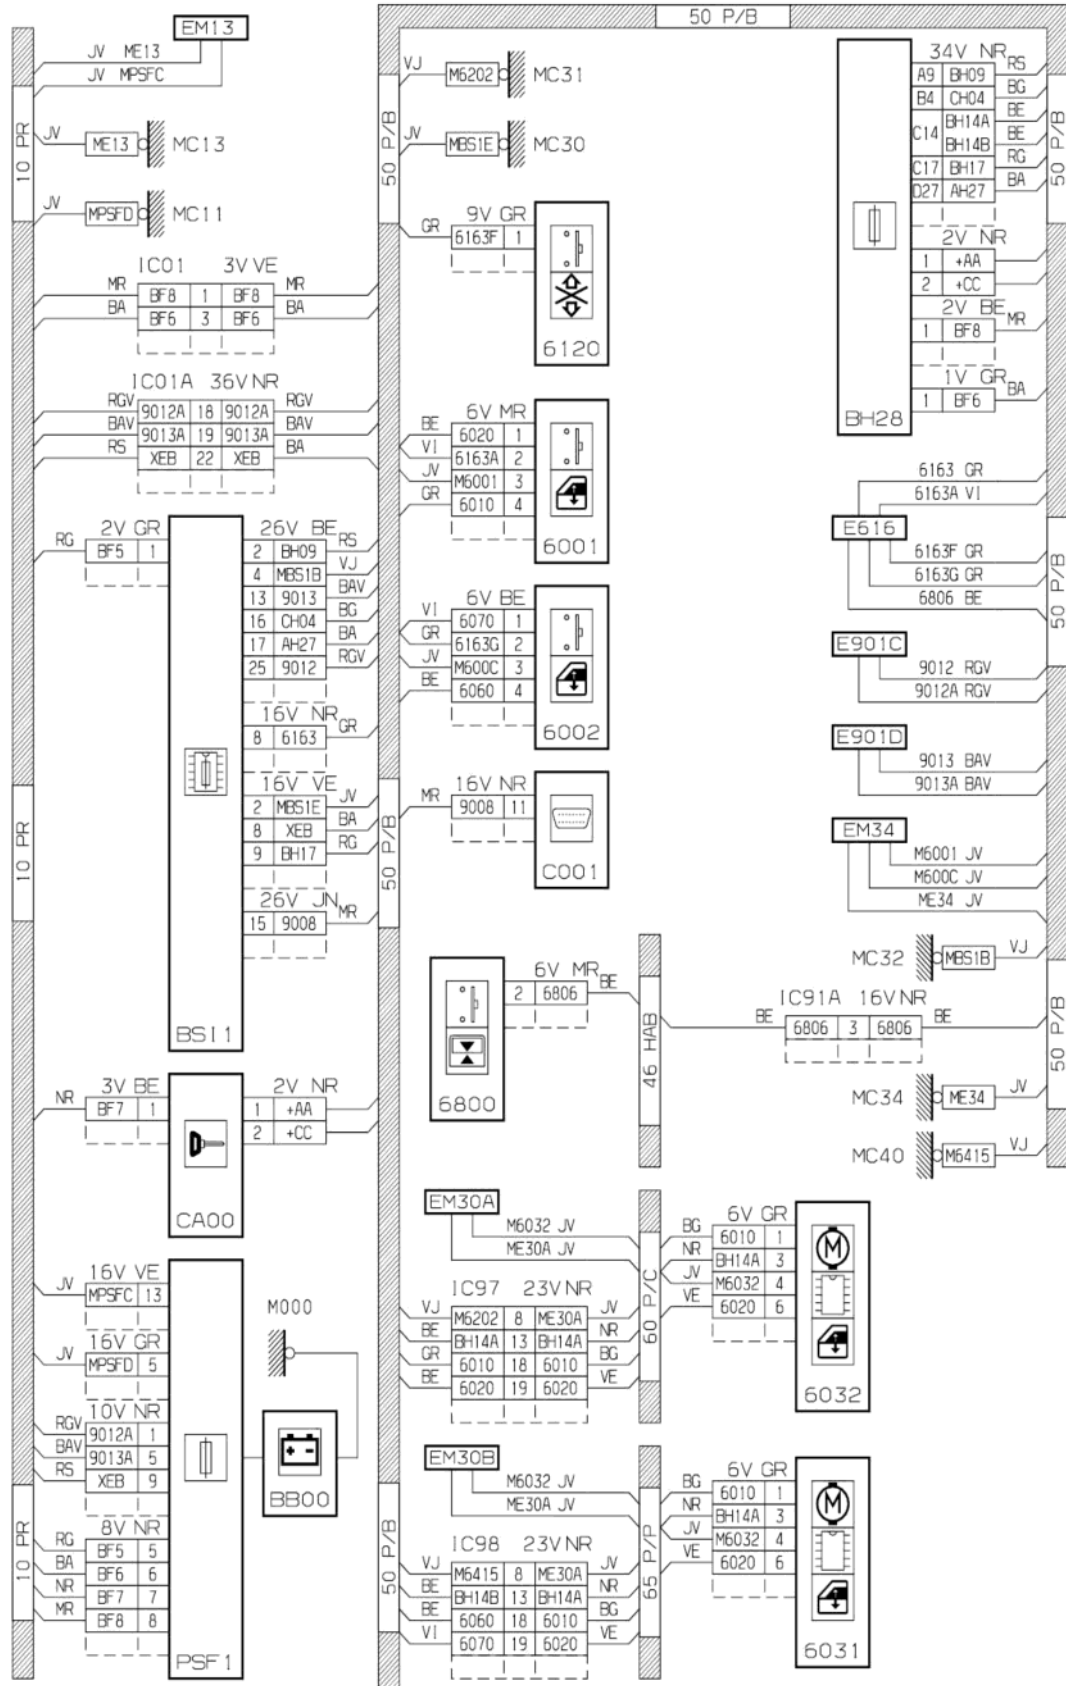 50 P/B
EM13
JV ME13
JV MPSFC
10 PR
JV ME13 MC13
JV MPSFD MC11
IC01 3V VE
MR BF8 1 BF8 MR
BA BF6 3 BF6 BA
IC01A 36V NR
RGV 9012A 18 9012A RGV
BAV 9013A 19 9013A BAV
RS XEB 22 XEB BA
2V GR
RG BF5 1
26V BE
2 BH09 RS
4 MBS1B VJ
13 9013 BAV
16 CH04 BG
17 AH27 BA
25 9012 RGV
16V NR
8 6163 GR
16V VE
2 MBS1E JV
8 XEB BA
9 BH17 RG
26V JN
15 9008 MR
BSI1
10 PR
3V BE
NR BF7 1
2V NR
1 +AA
2 +CC
CA00
16V VE
JV MPSFC 13
16V GR
JV MPSFD 5
10V NR
RGV 9012A 1
BAV 9013A 5
RS XEB 9
8V NR
RG BF5 5
BA BF6 6
NR BF7 7
MR BF8 8
PSF1
10 PR
M000
BB00
50 P/B
VJ M6202 MC31
JV MBS1E MC30
9V GR
GR 6163F 1
6120
6V MR
BE 6020 1
VI 6163A 2
JV M6001 3
GR 6010 4
6001
6V BE
VI 6070 1
GR 6163G 2
JV M600C 3
BE 6060 4
6002
50 P/B
16V NR
MR 9008 11
C001
6V MR
2 6806 BE
6800
46 HAB
IC91A 16V NR
BE 6806 3 6806 BE
EM30A
M6032 JV
ME30A JV
IC97 23V NR
VJ M6202 8 ME30A JV
BE BH14A 13 BH14A NR
GR 6010 18 6010 BG
BE 6020 19 6020 VE
60 P/C
6V GR
BG 6010 1
NR BH14A 3
JV M6032 4
VE 6020 6
6032
50 P/B
EM30B
M6032 JV
ME30A JV
IC98 23V NR
VJ M6415 8 ME30A JV
BE BH14B 13 BH14A NR
BE 6060 18 6010 BG
VI 6070 19 6020 VE
65 P/P
6V GR
BG 6010 1
NR BH14A 3
JV M6032 4
VE 6020 6
6031
34V NR
A9 BH09 RS
B4 CH04 BG
C14 BH14A BE
BH14B BE
C17 BH17 RG
D27 AH27 BA
2V NR
1 +AA
2 +CC
2V BE
1 BF8 MR
1V GR
1 BF6 BA
BH28
50 P/B
6163 GR
6163A VI
E616
6163F GR
6163G GR
6806 BE
50 P/B
E901C
9012 RGV
9012A RGV
E901D
9013 BAV
9013A BAV
EM34
M6001 JV
M600C JV
ME34 JV
MC32 MBS1B VJ
50 P/B
MC34 ME34 JV
MC40 M6415 VJ